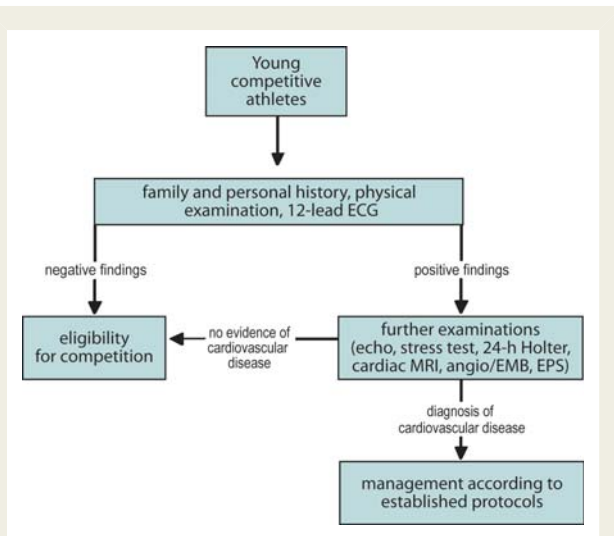 Young
competitive
athletes
family and personal history, physical
examination, 12-lead ECG
negative findings
positive findings
eligibility
for competition
no evidence of
cardiovascular
disease
further examinations
(echo, stress test, 24-h Holter,
cardiac MRI, angio/EMB, EPS)
diagnosis of
cardiovascular disease
management according to
established protocols